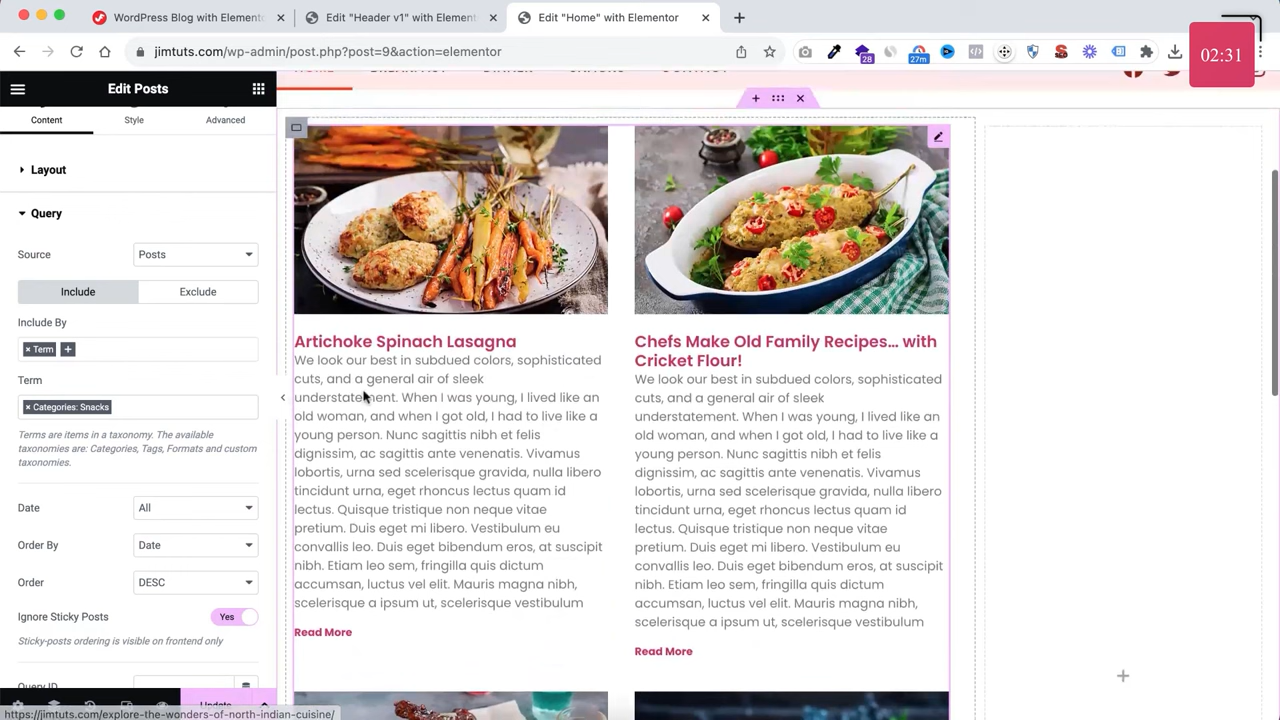 WordPress Blog with Elemento
Edit "Header v1" with Element
Edit "Home" with Elementor
jimtuts.com/wp-admin/post.php?post=9&action=elementor
28
27m
02:31
Edit Posts
Content
Style
Advanced
Layout
Query
Source
Posts
Include
Exclude
Include By
× Term
+
Term
× Categories: Snacks
Terms are items in a taxonomy. The available
taxonomies are: Categories, Tags, Formats and custom
taxonomies.
Date
All
Order By
Date
Order
DESC
Ignore Sticky Posts
Yes
Sticky-posts ordering is visible on frontend only
Query ID
Update
https://jimtuts.com/explore-the-wonders-of-north-indian-cuisine/
Artichoke Spinach Lasagna
We look our best in subdued colors, sophisticated
cuts, and a general air of sleek
understatement. When I was young, I lived like an
old woman, and when I got old, I had to live like a
young person. Nunc sagittis nibh et felis
dignissim, ac sagittis ante venenatis. Vivamus
lobortis, urna sed scelerisque gravida, nulla libero
tincidunt urna, eget rhoncus lectus quam id
lectus. Quisque tristique non neque vitae
pretium. Duis eget mi libero. Vestibulum eu
convallis leo. Duis eget bibendum eros, at suscipit
nibh. Etiam leo sem, fringilla quis dictum
accumsan, luctus vel elit. Mauris magna nibh,
scelerisque a ipsum ut, scelerisque vestibulum
Read More
Chefs Make Old Family Recipes... with
Cricket Flour!
We look our best in subdued colors, sophisticated
cuts, and a general air of sleek
understatement. When I was young, I lived like an
old woman, and when I got old, I had to live like a
young person. Nunc sagittis nibh et felis
dignissim, ac sagittis ante venenatis. Vivamus
lobortis, urna sed scelerisque gravida, nulla libero
tincidunt urna, eget rhoncus lectus quam id
lectus. Quisque tristique non neque vitae
pretium. Duis eget mi libero. Vestibulum eu
convallis leo. Duis eget bibendum eros, at suscipit
nibh. Etiam leo sem, fringilla quis dictum
accumsan, luctus vel elit. Mauris magna nibh,
scelerisque a ipsum ut, scelerisque vestibulum
Read More